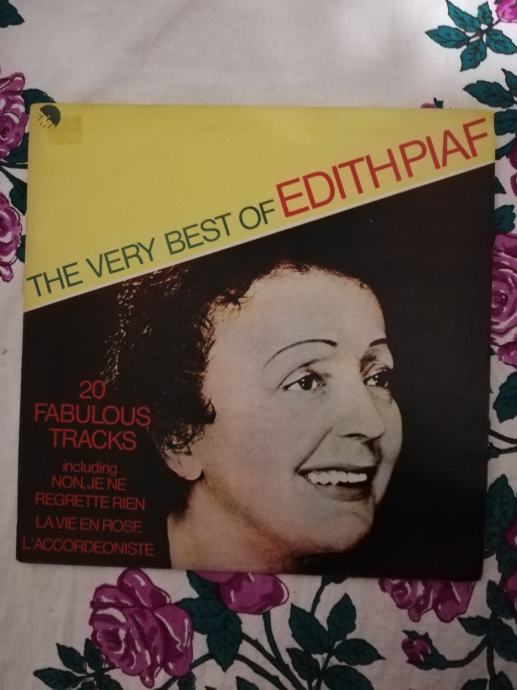 THE VERY BEST OF EDITH PIAF
20
FABULOUS
TRACKS
including
NON, JE NE
REGRETTE RIEN
LA VIE EN ROSE
L'ACCORDEONISTE